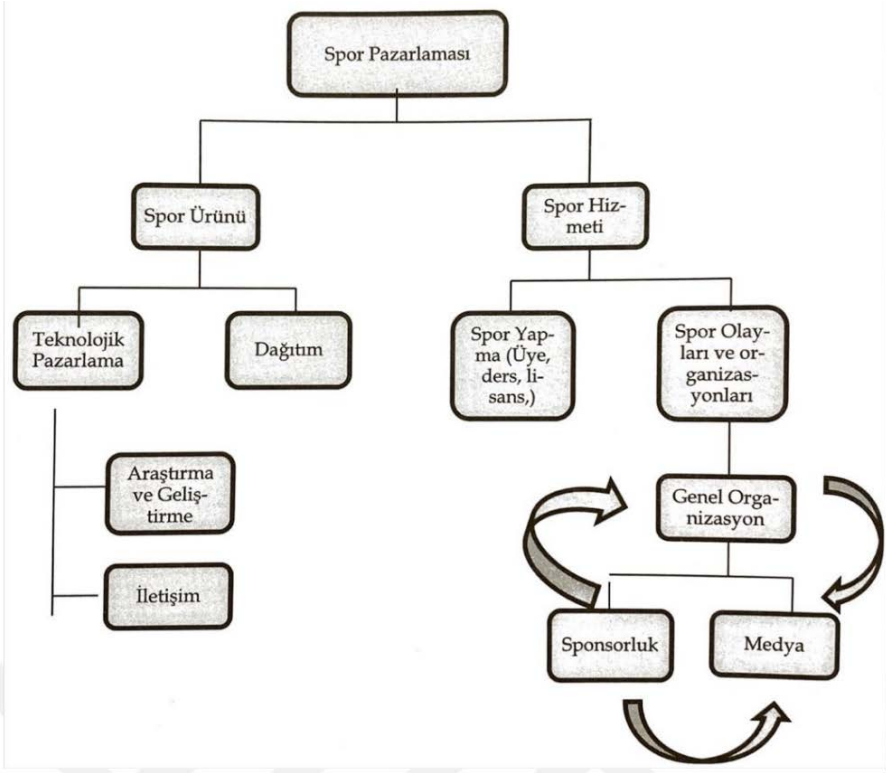 Spor Pazarlaması
Spor Ürünü
Spor Hiz-
meti
Teknolojik
Pazarlama
Dağıtım
Spor Yap-
ma (Üye,
ders, li-
sans,)
Spor Olay-
ları ve or-
ganizas-
yonları
Araştırma
ve Geliş-
tirme
İletişim
Genel Orga-
nizasyon
Sponsorluk
Medya